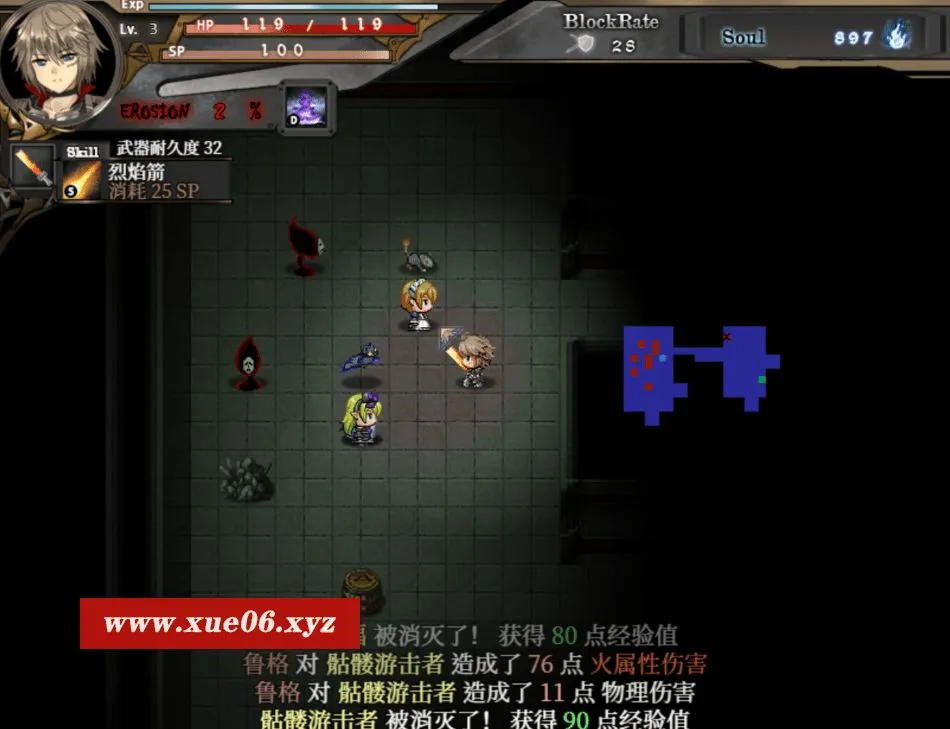 Exp
Lv. 3
HP 119 / 119
SP 100
BlockRate
28
Soul 897
EROSION 2 %
D
Skill 武器耐久度 32
烈焰箭
S
消耗 25 SP
www.xue06.xyz
被消灭了! 获得 80 点经验值
鲁格 对 骷髅游击者 造成了 76 点 火属性伤害
鲁格 对 骷髅游击者 造成了 11 点 物理伤害
骷髅游击者 被消灭了! 获得 90 点经验值